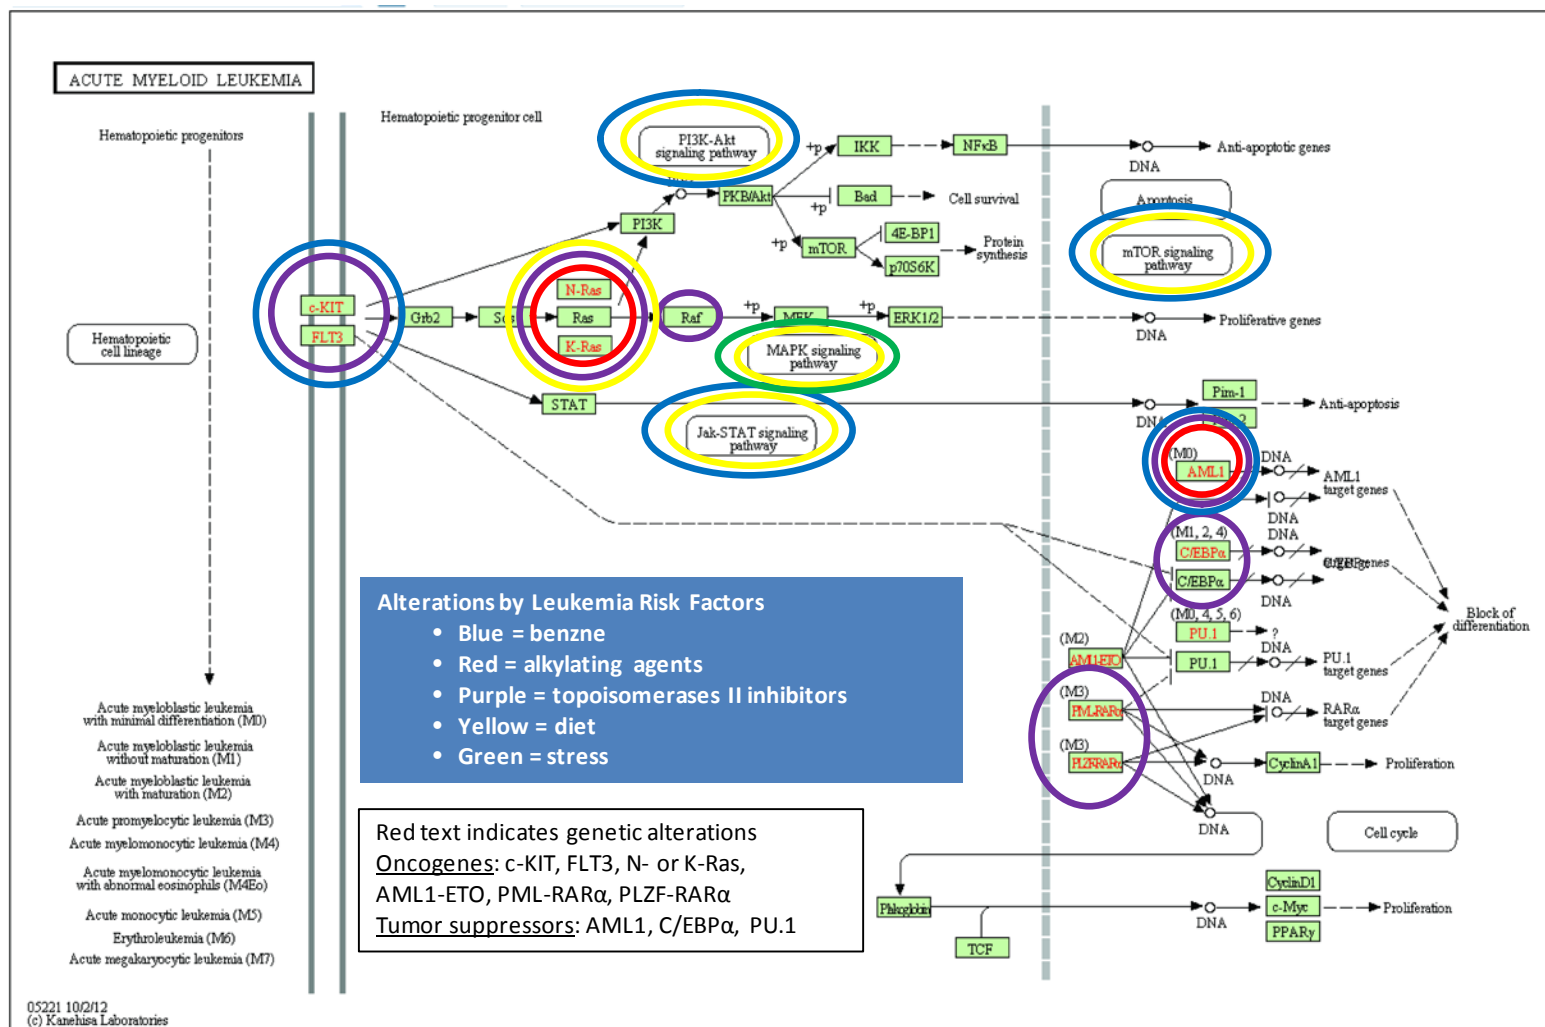 ACUTE MYELOID LEUKEMIA
Hematopoietic progenitors
Hematopoietic progenitor cell
PI3K-Akt
signaling pathway
+p
IKK
NFκB
DNA
Anti-apoptotic genes
PKB/Akt
+p
Bad
Cell survival
Apoptosis
PI3K
+p
mTOR
4E-BP1
p70S6K
Protein
synthesis
mTOR signaling
pathway
c-KIT
FLT3
Grb2
Sos
N-Ras
Ras
K-Ras
Raf
+p
MEK
+p
ERK1/2
DNA
Proliferative genes
Hematopoietic
cell lineage
MAPK signaling
pathway
STAT
DNA
Pim-1
Anti-apoptosis
Jak-STAT signaling
pathway
(M0)
AML1
DNA
AML1
target genes
DNA
(M1, 2, 4)
DNA
C/EBPα
C/EBPα
DNA
Block of
differentiation
(M0, 4, 5, 6)
PU.1
?
(M2)
AML1-ETO
PU.1
DNA
PU.1
target genes
(M3)
PML-RARα
DNA
RARα
target genes
(M3)
PLZF-RARα
DNA
CyclinA1
Proliferation
DNA
Cell cycle
Alterations by Leukemia Risk Factors
• Blue = benzne
• Red = alkylating agents
• Purple = topoisomerases II inhibitors
• Yellow = diet
• Green = stress
Red text indicates genetic alterations
Oncogenes: c-KIT, FLT3, N- or K-Ras,
AML1-ETO, PML-RARα, PLZF-RARα
Tumor suppressors: AML1, C/EBPα, PU.1
Acute myeloblastic leukemia
with minimal differentiation (M0)
Acute myeloblastic leukemia
without maturation (M1)
Acute myeloblastic leukemia
with maturation (M2)
Acute promyelocytic leukemia (M3)
Acute myelomonocytic leukemia (M4)
Acute myelomonocytic leukemia
with abnormal eosinophils (M4Eo)
Acute monocytic leukemia (M5)
Erythroleukemia (M6)
Acute megakaryocytic leukemia (M7)
Plakoglobin
TCF
DNA
CyclinD1
c-Myc
PPARγ
Proliferation
05221 10/2/12
(c) Kanehisa Laboratories